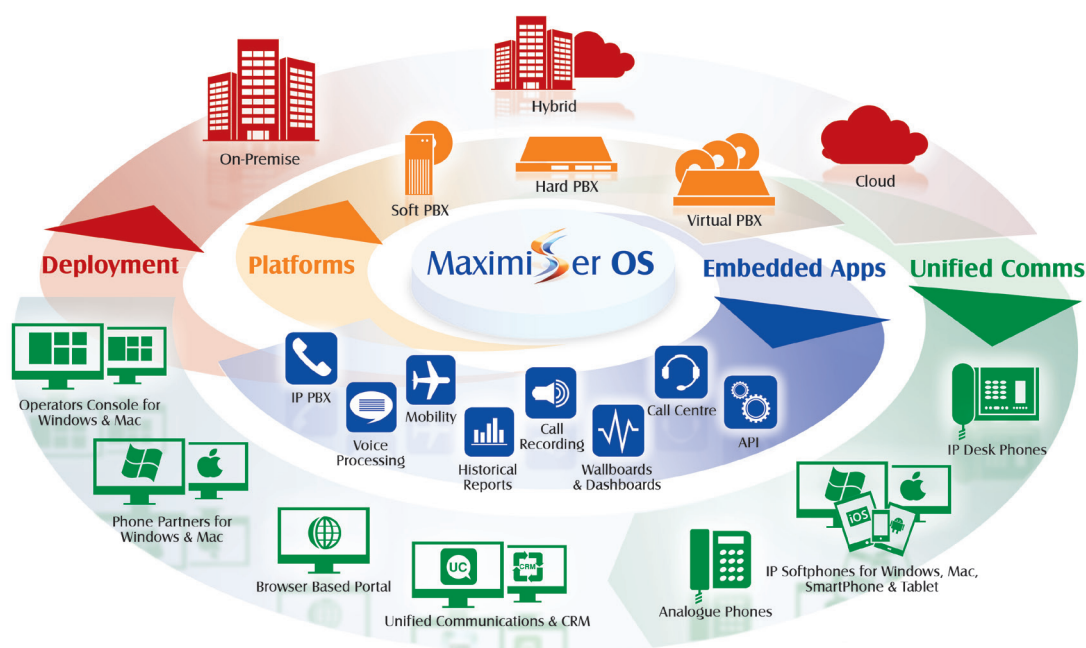 Hybrid
On-Premise
Soft PBX
Hard PBX
Virtual PBX
Cloud
Deployment
Platforms
MaximiSer OS
Embedded Apps
Unified Comms
IP PBX
Voice
Processing
Mobility
Historical
Reports
Call
Recording
Wallboards
& Dashboards
Call Centre
API
Operators Console for
Windows & Mac
Phone Partners for
Windows & Mac
Browser Based Portal
UC
CRM
Unified Communications & CRM
Analogue Phones
iOS
IP Softphones for Windows, Mac,
SmartPhone & Tablet
IP Desk Phones